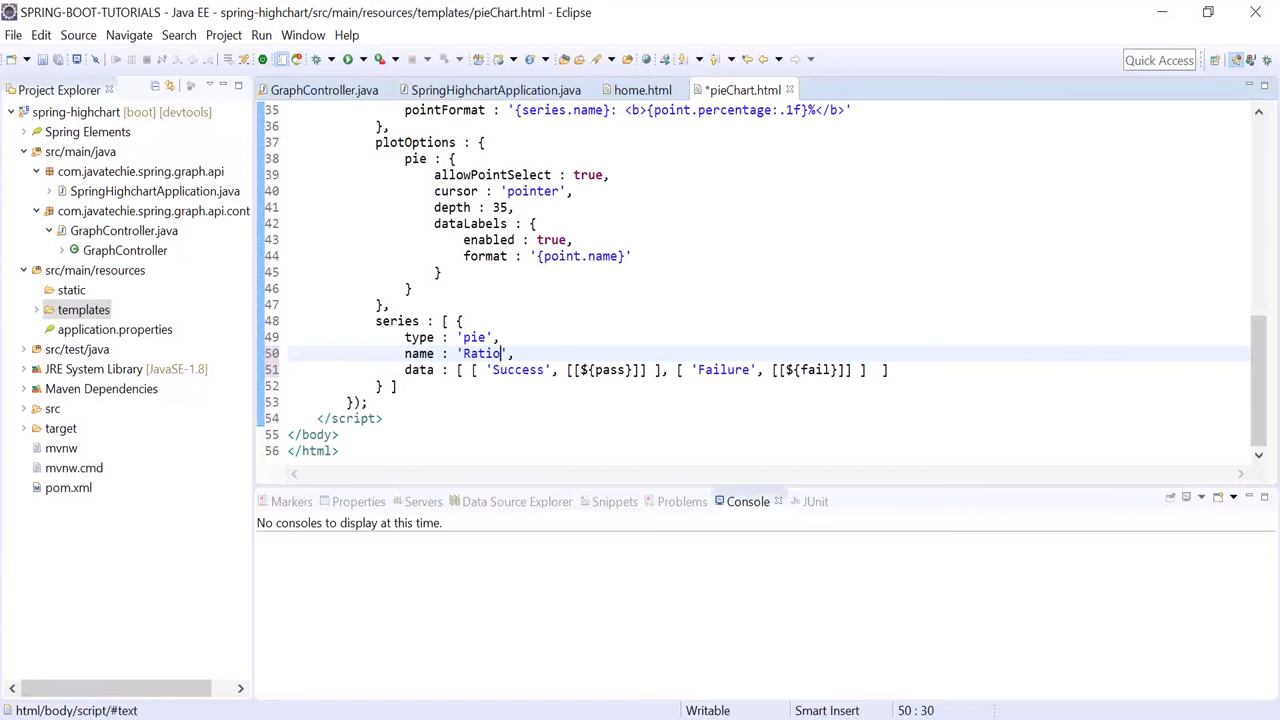 SPRING-BOOT-TUTORIALS - Java EE - spring-highchart/src/main/resources/templates/pieChart.html - Eclipse
File Edit Source Navigate Search Project Run Window Help
Quick Access
Project Explorer
GraphController.java SpringHighchartApplication.java home.html *pieChart.html
spring-highchart [boot] [devtools]
Spring Elements
src/main/java
com.javatechie.spring.graph.api
SpringHighchartApplication.java
com.javatechie.spring.graph.api.cont
GraphController.java
GraphController
src/main/resources
static
templates
application.properties
src/test/java
JRE System Library [JavaSE-1.8]
Maven Dependencies
src
target
mvnw
mvnw.cmd
pom.xml
35 pointFormat : '{series.name}: <b>{point.percentage:.1f}%</b>'
36 },
37 plotOptions : {
38 pie : {
39 allowPointSelect : true,
40 cursor : 'pointer',
41 depth : 35,
42 dataLabels : {
43 enabled : true,
44 format : '{point.name}'
45 }
46 }
47 },
48 series : [ {
49 type : 'pie',
50 name : 'Ratio',
51 data : [ [ 'Success', [[${pass}]] ], [ 'Failure', [[${fail}]] ] ]
52 } ]
53 });
54 </script>
55 </body>
56 </html>
Markers Properties Servers Data Source Explorer Snippets Problems Console JUnit
No consoles to display at this time.
html/body/script/#text Writable Smart Insert 50 : 30